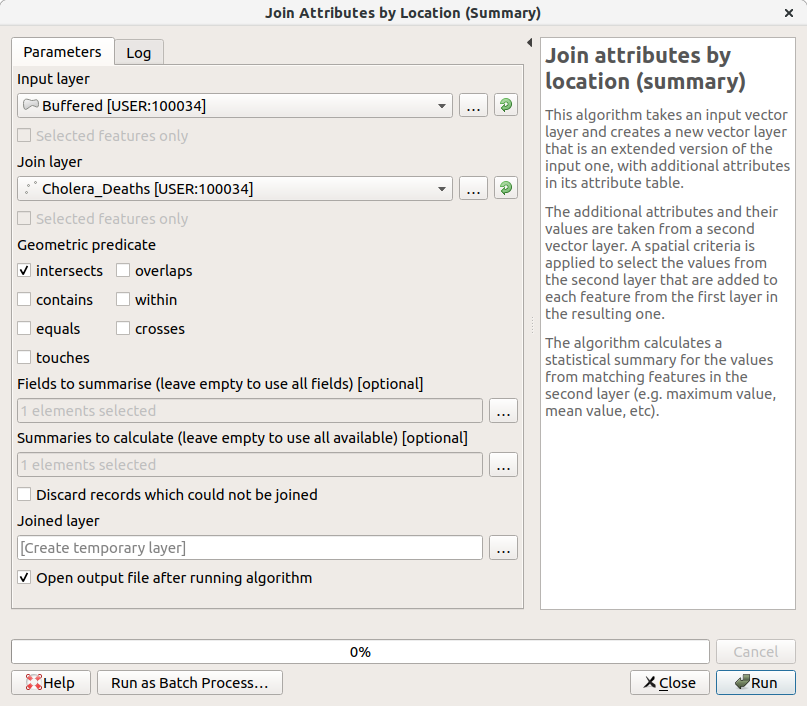 Join Attributes by Location (Summary)
Parameters
Log
Input layer
Buffered [USER:100034]
...
Selected features only
Join layer
Cholera_Deaths [USER:100034]
...
Selected features only
Geometric predicate
intersects
overlaps
contains
within
equals
crosses
touches
Fields to summarise (leave empty to use all fields) [optional]
1 elements selected
...
Summaries to calculate (leave empty to use all available) [optional]
1 elements selected
...
Discard records which could not be joined
Joined layer
[Create temporary layer]
...
Open output file after running algorithm
Join attributes by
location (summary)
This algorithm takes an input vector
layer and creates a new vector layer
that is an extended version of the
input one, with additional attributes
in its attribute table.
The additional attributes and their
values are taken from a second
vector layer. A spatial criteria is
applied to select the values from
the second layer that are added to
each feature from the first layer in
the resulting one.
The algorithm calculates a
statistical summary for the values
from matching features in the
second layer (e.g. maximum value,
mean value, etc).
0%
Cancel
Help
Run as Batch Process...
Close
Run